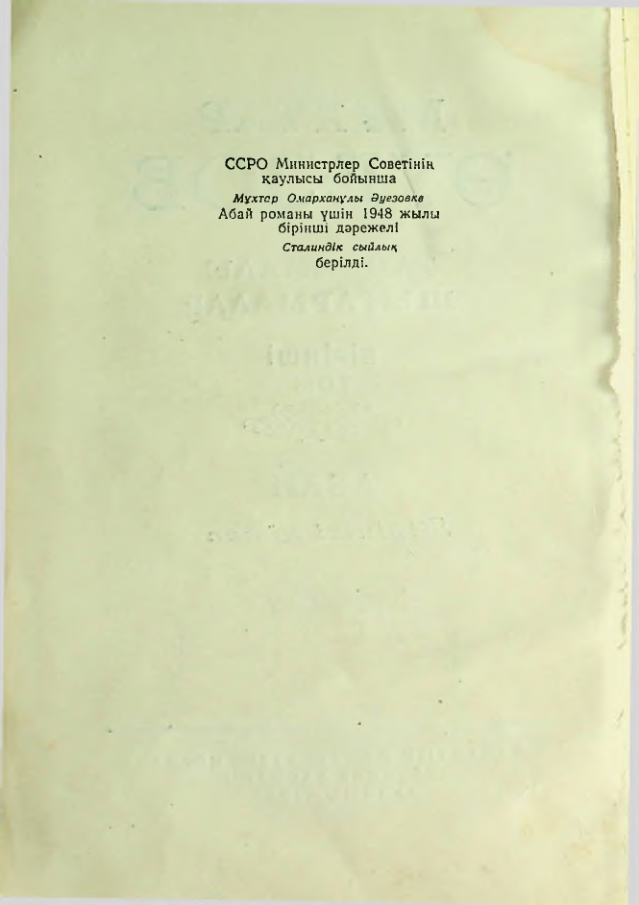 ССРО Министрлер Советінің
қаулысы бойынша
Мұхтар Омарханұлы Әуезовке
Абай романы үшін 1948 жылы
бірінші дәрежелі
Сталиндік сыйлық
берілді.